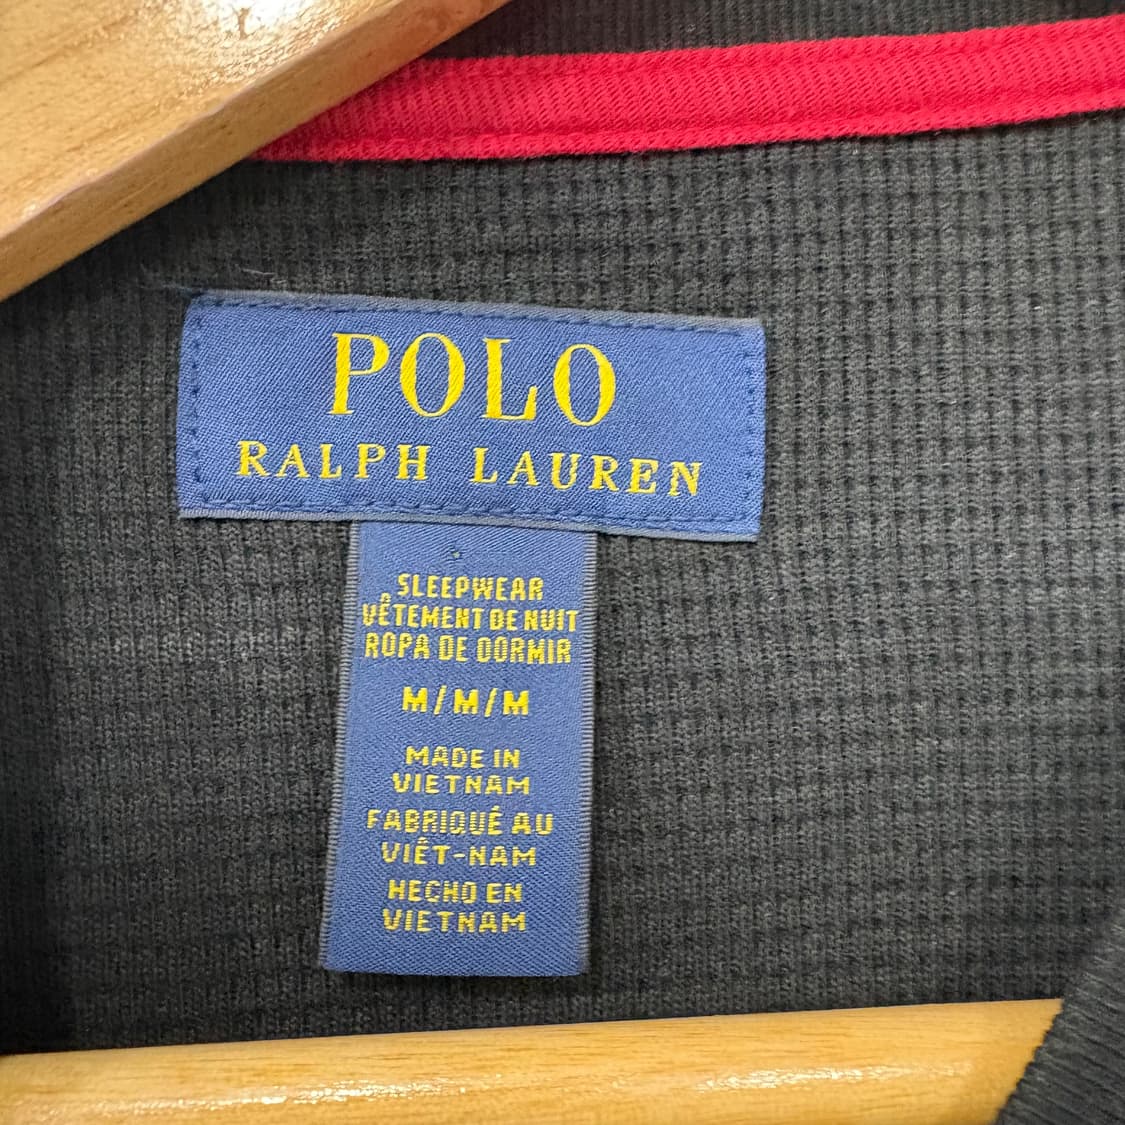 POLO
RALPH LAUREN
SLEEPWEAR
VÊTEMENT DE NUIT
ROPA DE DORMIR
M/M/M
MADE IN
VIETNAM
FABRIQUÉ AU
VIÊT-NAM
HECHO EN
VIETNAM